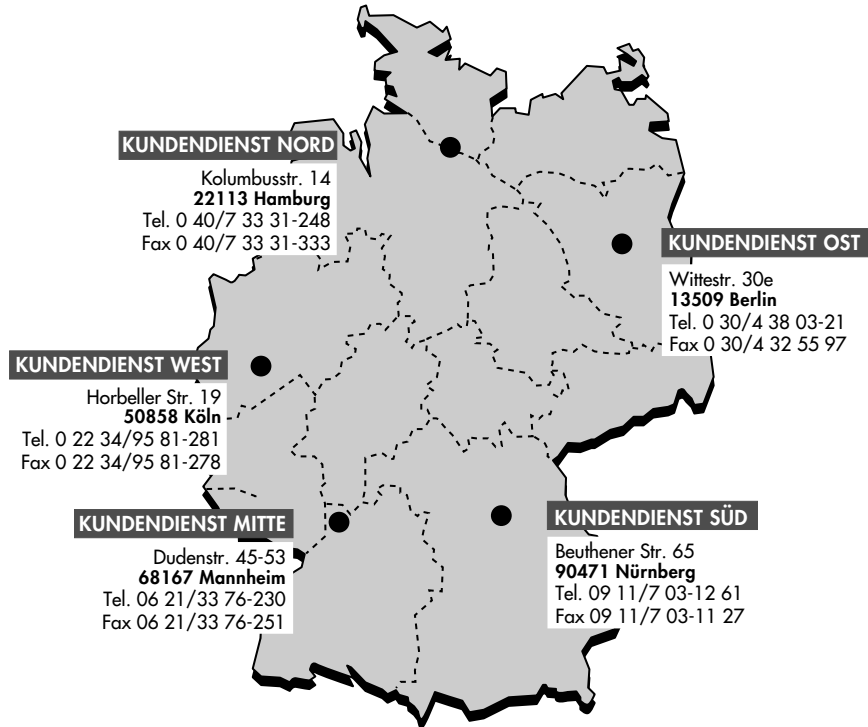 KUNDENDIENST NORD
Kolumbusstr. 14
22113 Hamburg
Tel. 0 40/7 33 31-248
Fax 0 40/7 33 31-333
KUNDENDIENST OST
Wittestr. 30e
13509 Berlin
Tel. 0 30/4 38 03-21
Fax 0 30/4 32 55 97
KUNDENDIENST WEST
Horbeller Str. 19
50858 Köln
Tel. 0 22 34/95 81-281
Fax 0 22 34/95 81-278
KUNDENDIENST MITTE
Dudenstr. 45-53
68167 Mannheim
Tel. 06 21/33 76-230
Fax 06 21/33 76-251
KUNDENDIENST SÜD
Beuthener Str. 65
90471 Nürnberg
Tel. 09 11/7 03-12 61
Fax 09 11/7 03-11 27